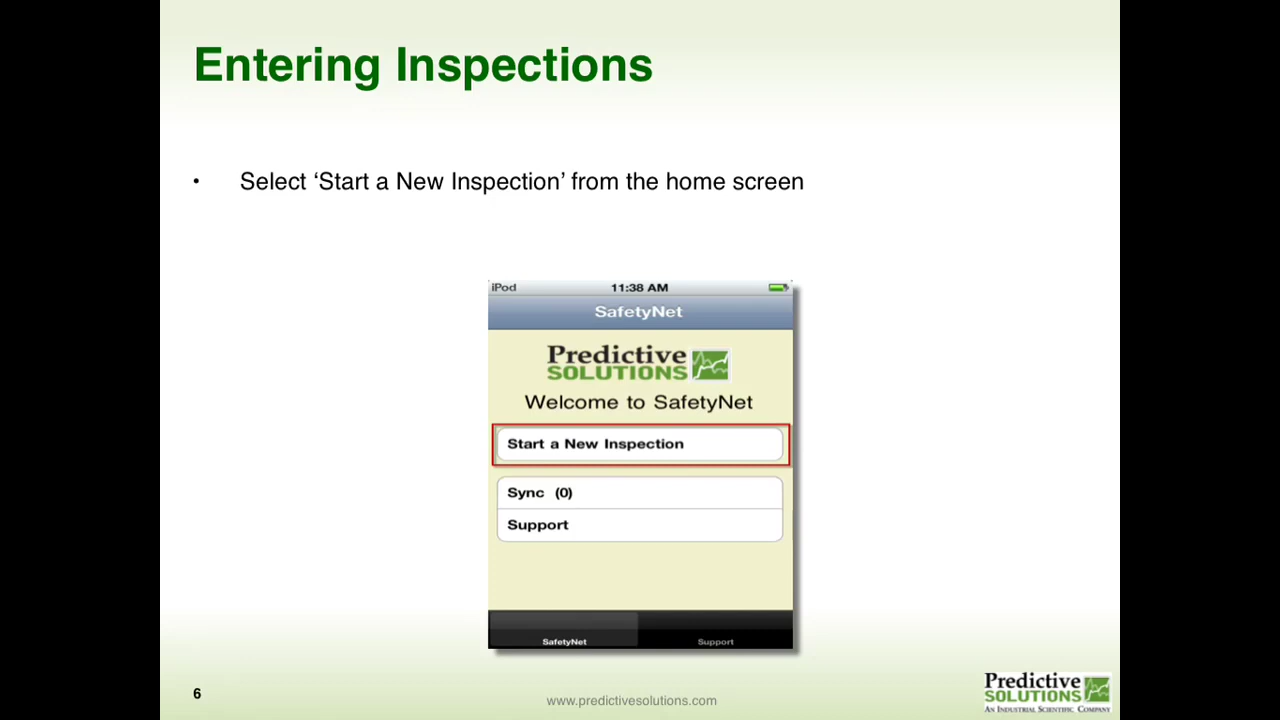 Entering Inspections
• Select ‘Start a New Inspection’ from the home screen
iPod 11:38 AM
SafetyNet
Predictive
SOLUTIONS
Welcome to SafetyNet
Start a New Inspection
Sync (0)
Support
SafetyNet Support
6
www.predictivesolutions.com
Predictive
SOLUTIONS
AN INDUSTRIAL SCIENTIFIC COMPANY